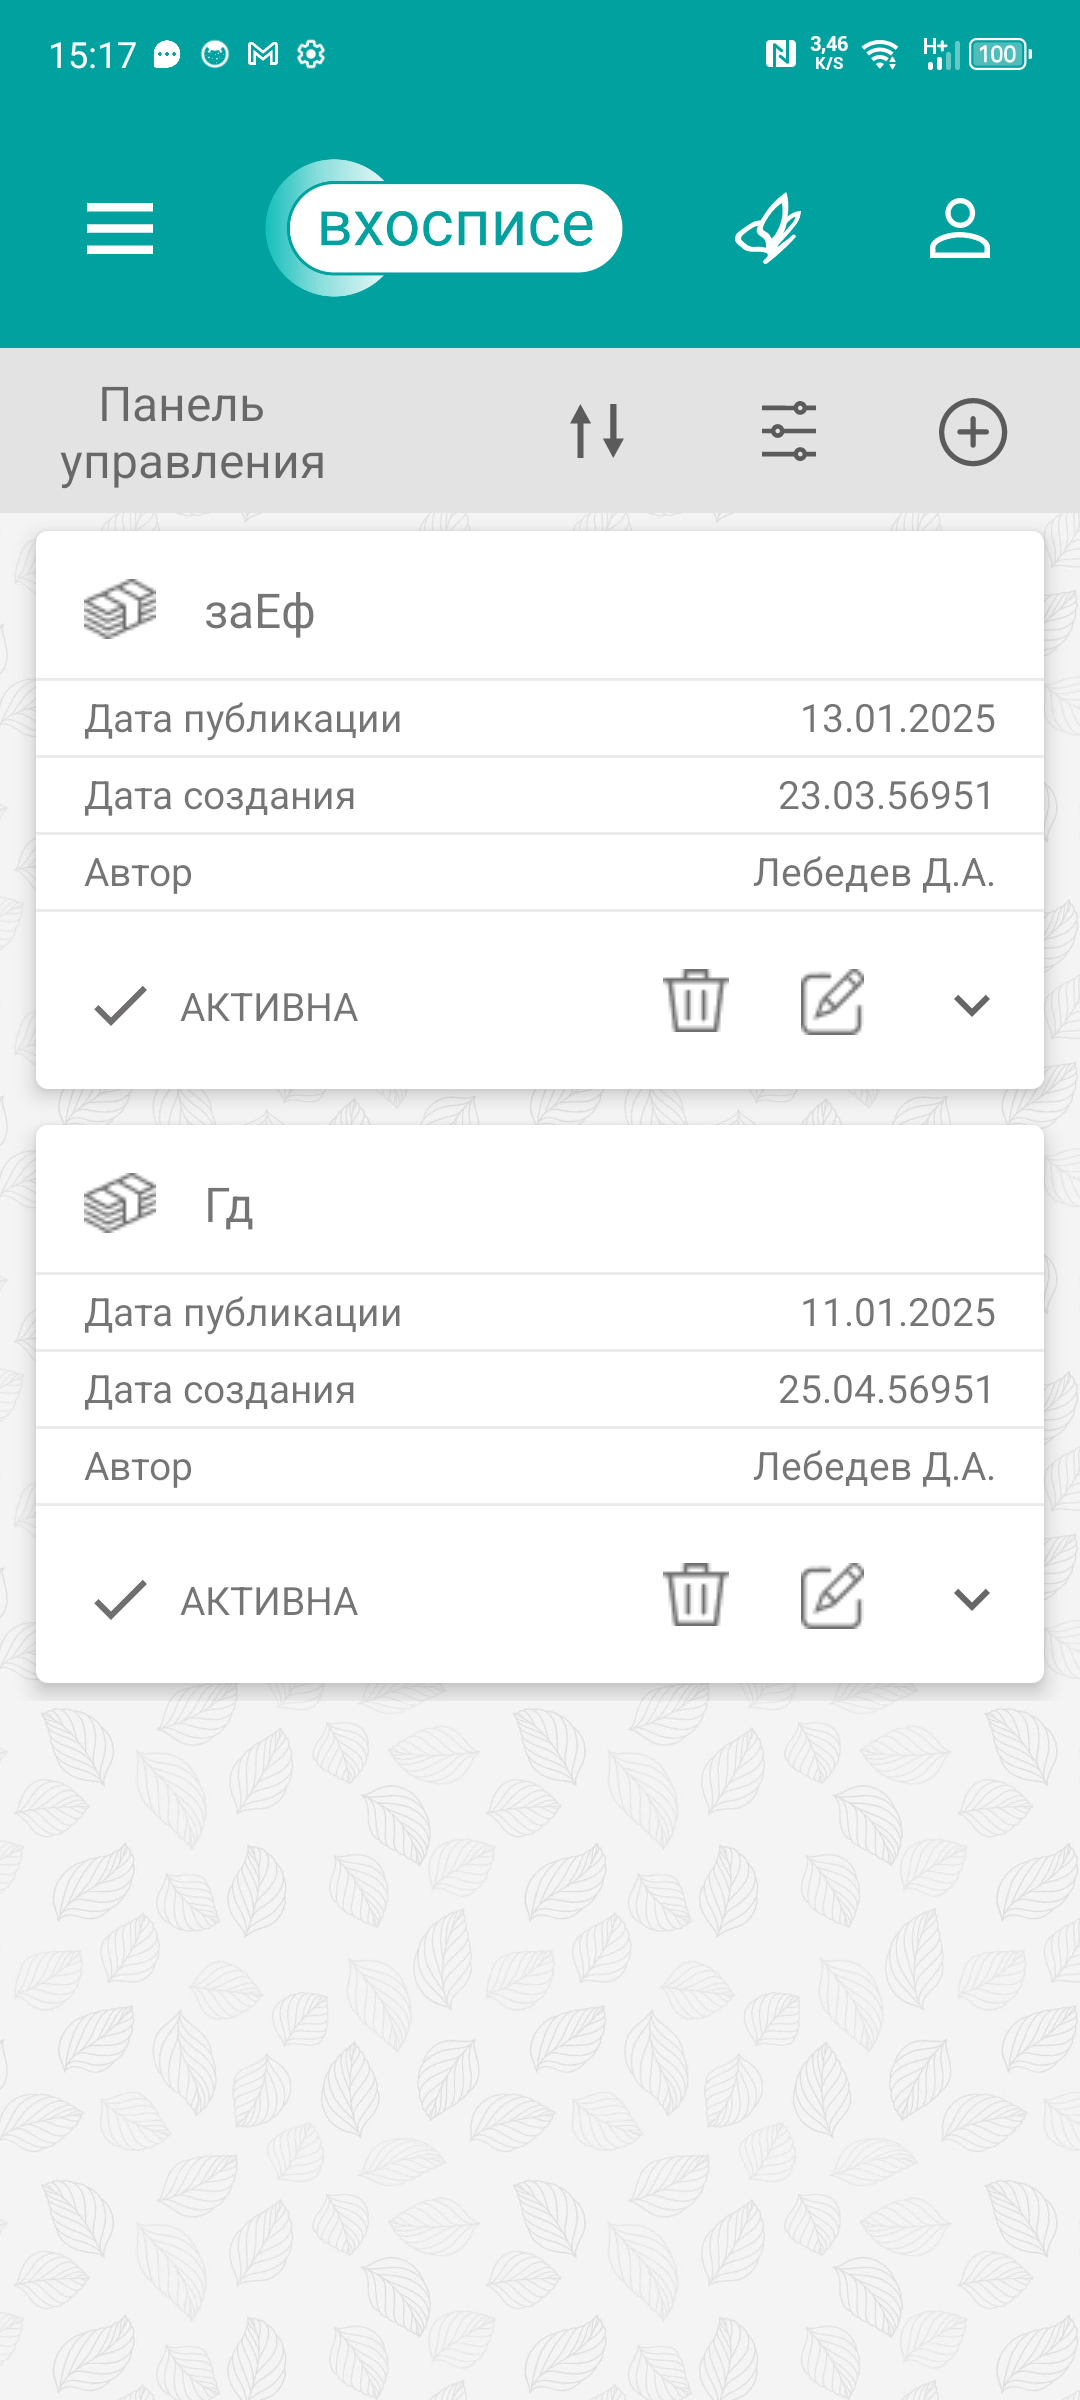 15:17
3,46
K/S
H+
100
вхосписе
Панель
управления
заЕф
Дата публикации 13.01.2025
Дата создания 23.03.56951
Автор Лебедев Д.А.
АКТИВНА
Гд
Дата публикации 11.01.2025
Дата создания 25.04.56951
Автор Лебедев Д.А.
АКТИВНА